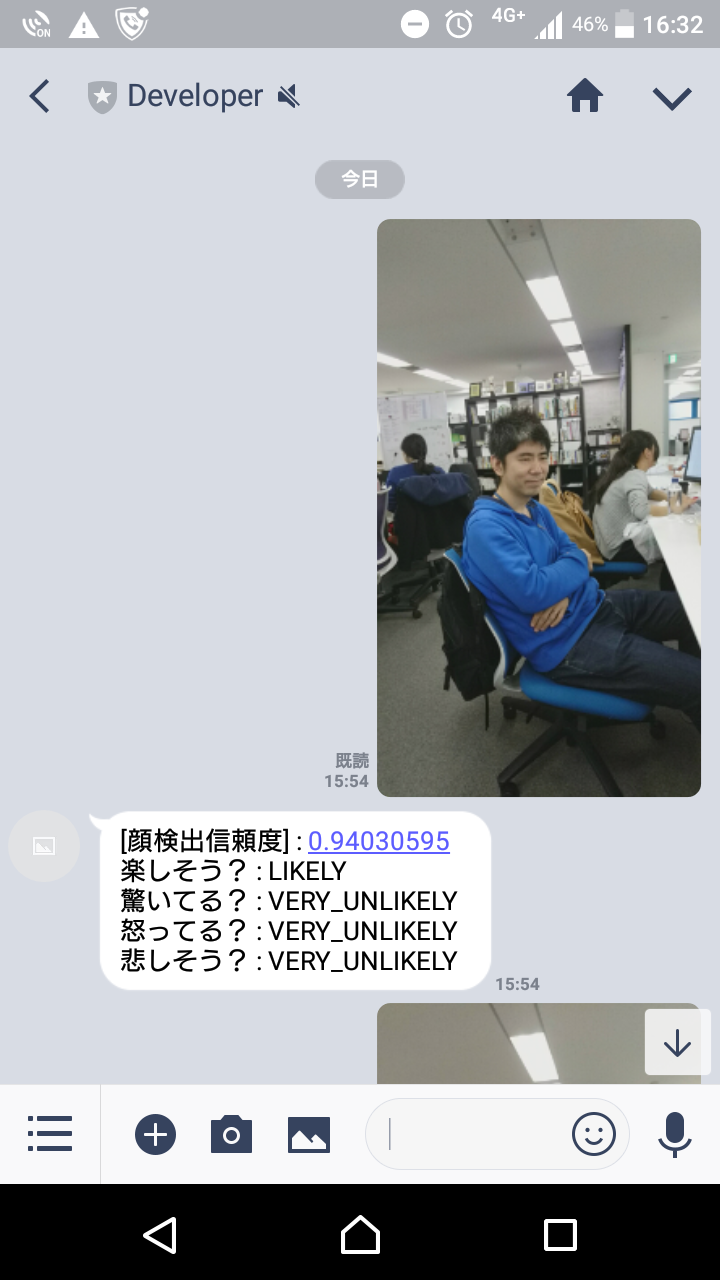 ON
4G+
46%
16:32
Developer
今日
既読
15:54
[顔検出信頼度] : 0.94030595
楽しそう？ : LIKELY
驚いてる？ : VERY_UNLIKELY
怒ってる？ : VERY_UNLIKELY
悲しそう？ : VERY_UNLIKELY
15:54